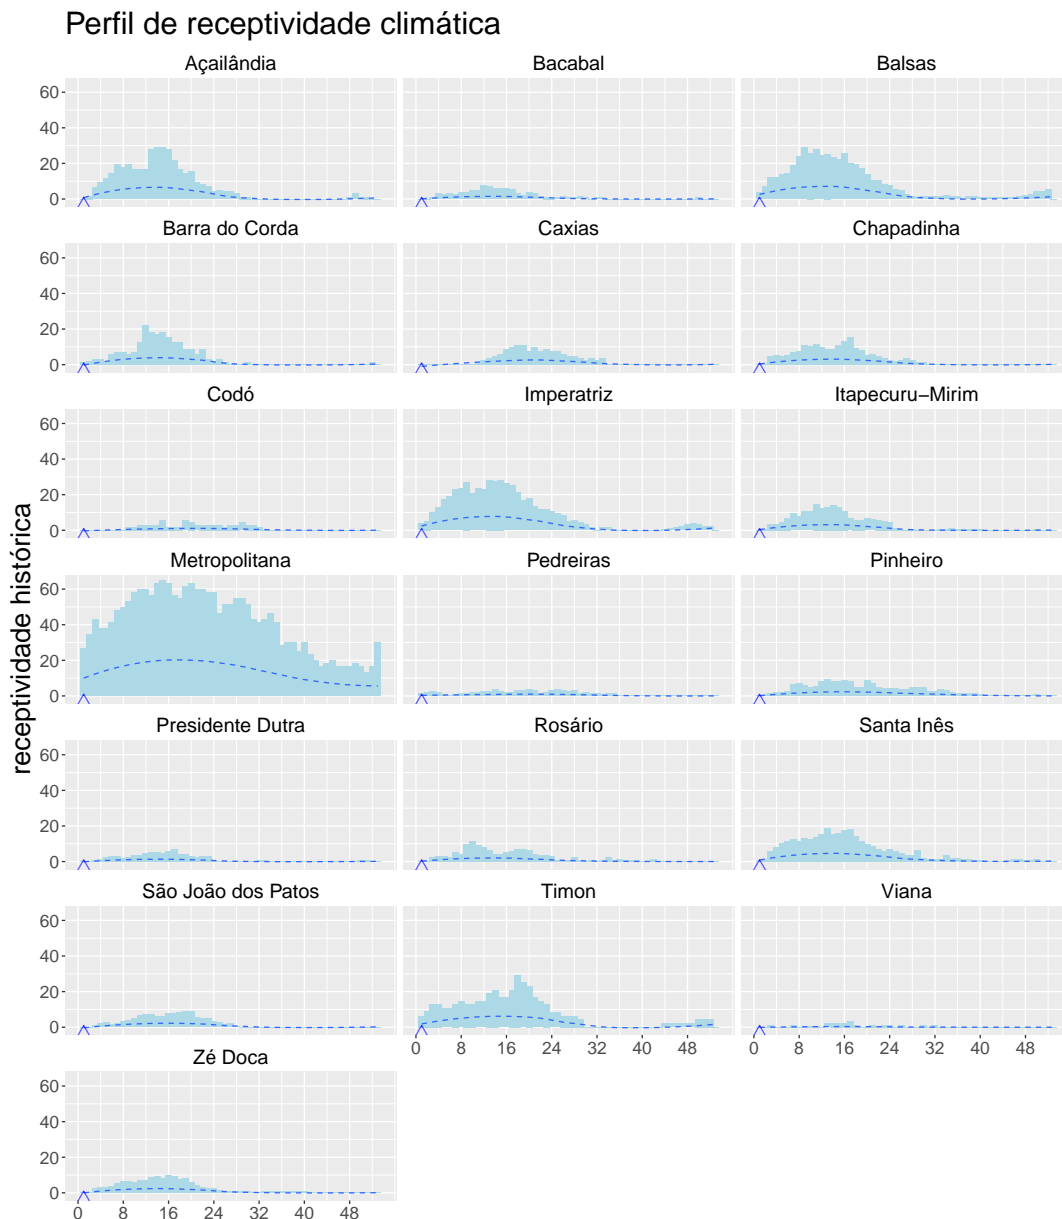 Perfil de receptividade climática
Açailândia Bacabal Balsas
60
40
20
0
Barra do Corda Caxias Chapadinha
60
40
20
0
Codó Imperatriz Itapecuru−Mirim
60
40
20
0
receptividade histórica
Metropolitana Pedreiras Pinheiro
60
40
20
0
Presidente Dutra Rosário Santa Inês
60
40
20
0
São João dos Patos Timon Viana
60
40
20
0
0 8 16 24 32 40 48 0 8 16 24 32 40 48
Zé Doca
60
40
20
0
0 8 16 24 32 40 48